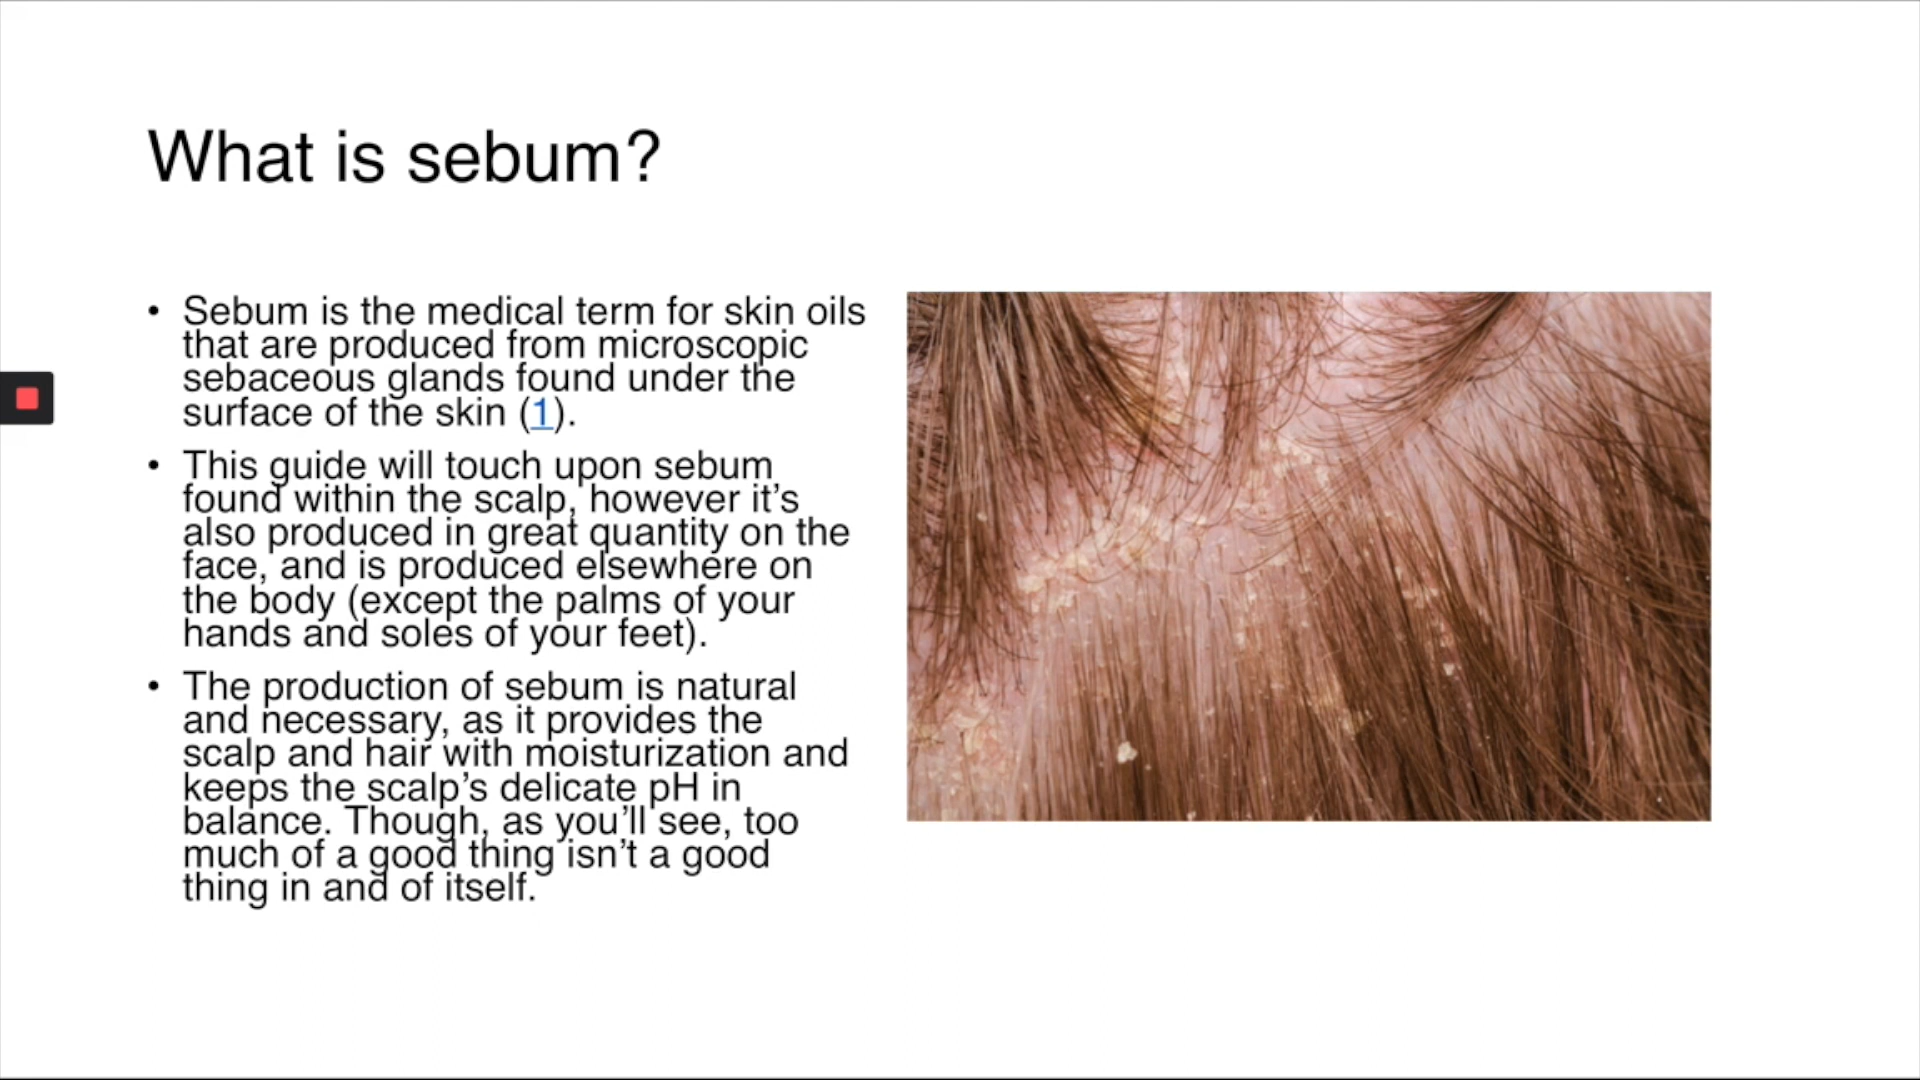 What is sebum?
• Sebum is the medical term for skin oils
that are produced from microscopic
sebaceous glands found under the
surface of the skin (1).
• This guide will touch upon sebum
found within the scalp, however it’s
also produced in great quantity on the
face, and is produced elsewhere on
the body (except the palms of your
hands and soles of your feet).
• The production of sebum is natural
and necessary, as it provides the
scalp and hair with moisturization and
keeps the scalp’s delicate pH in
balance. Though, as you’ll see, too
much of a good thing isn’t a good
thing in and of itself.